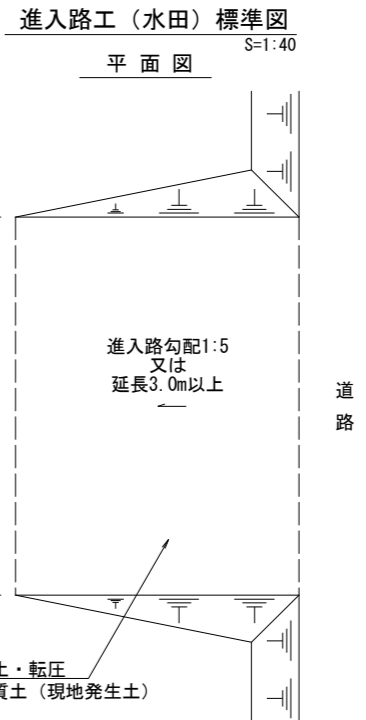 進入路工（水田）標準図
S=1:40
平面図
進入路勾配1:5
又は
延長3.0m以上
道路
土・転圧
質土（現地発生土）